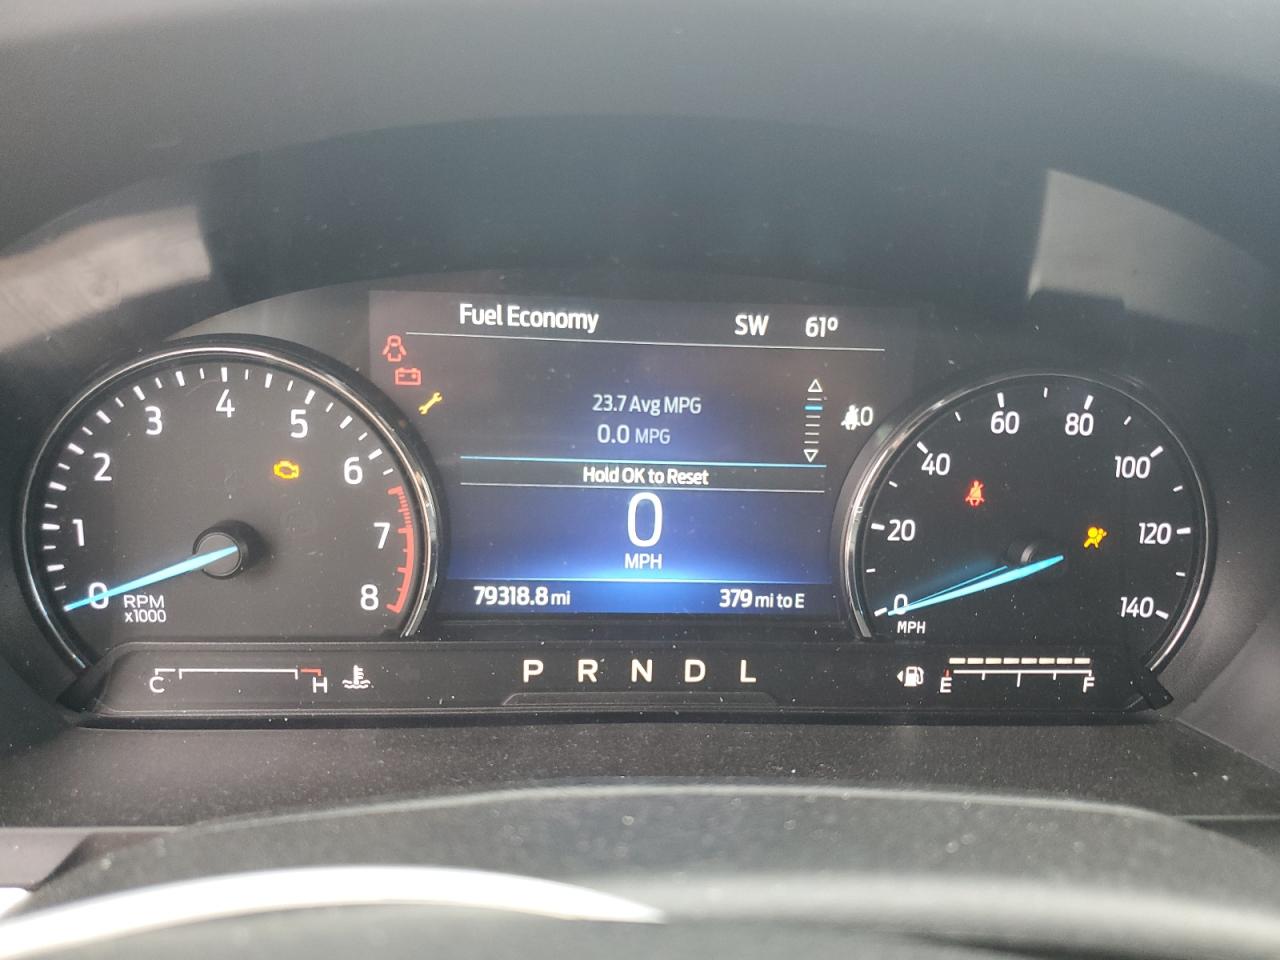 Fuel Economy SW 61º
23.7 Avg MPG
0.0 MPG
Hold OK to Reset
0
MPH
79318.8 mi 379 mi to E
0 1 2 3 4 5 6 7 8
RPM
x1000
0 20 40 60 80 100 120 140
MPH
C H
P R N D L
E F